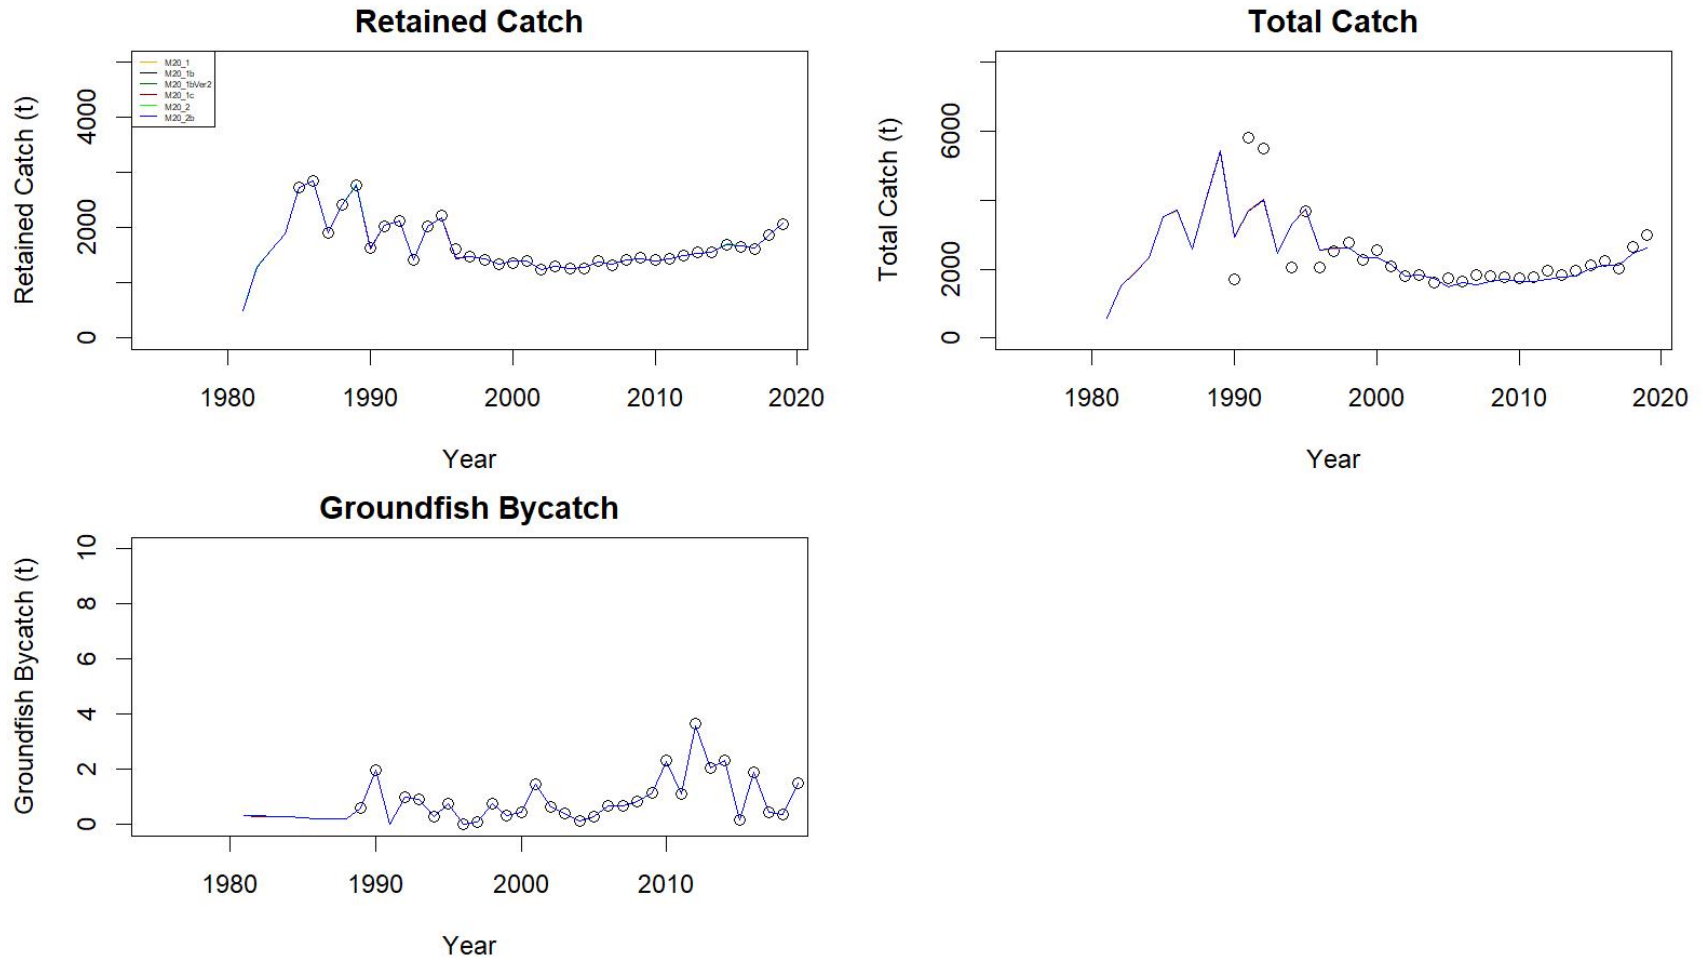 Retained Catch
Retained Catch (t)
0
2000
4000
M20_1
M20_1b
M20_1bVer2
M20_1c
M20_2
M20_2b
1980 1990 2000 2010 2020
Year
Total Catch
Total Catch (t)
0
2000
6000
1980 1990 2000 2010 2020
Year
Groundfish Bycatch
Groundfish Bycatch (t)
0
2
4
6
8
10
1980 1990 2000 2010
Year